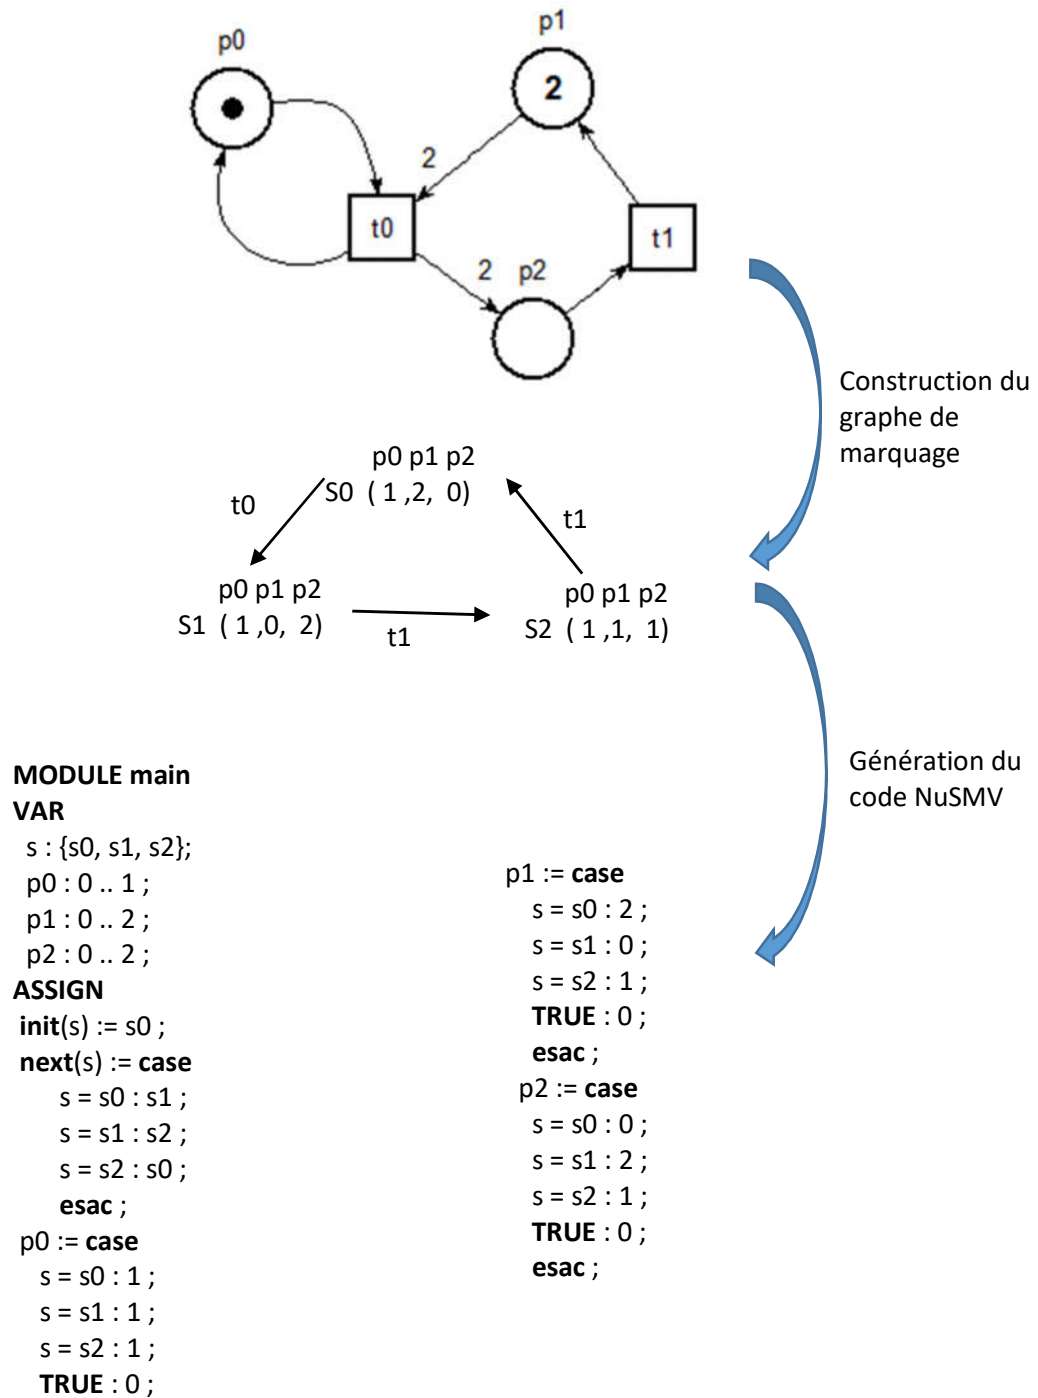 p0
p1
2
2
t0
t1
2 p2
Construction du
graphe de
marquage
p0 p1 p2
S0 ( 1 ,2, 0)
t0
t1
p0 p1 p2
S1 ( 1 ,0, 2)
t1
p0 p1 p2
S2 ( 1 ,1, 1)
Génération du
code NuSMV
MODULE main
VAR
s : {s0, s1, s2};
p0 : 0 .. 1 ;
p1 : 0 .. 2 ;
p2 : 0 .. 2 ;
ASSIGN
init(s) := s0 ;
next(s) := case
s = s0 : s1 ;
s = s1 : s2 ;
s = s2 : s0 ;
esac ;
p0 := case
s = s0 : 1 ;
s = s1 : 1 ;
s = s2 : 1 ;
TRUE : 0 ;
p1 := case
s = s0 : 2 ;
s = s1 : 0 ;
s = s2 : 1 ;
TRUE : 0 ;
esac ;
p2 := case
s = s0 : 0 ;
s = s1 : 2 ;
s = s2 : 1 ;
TRUE : 0 ;
esac ;